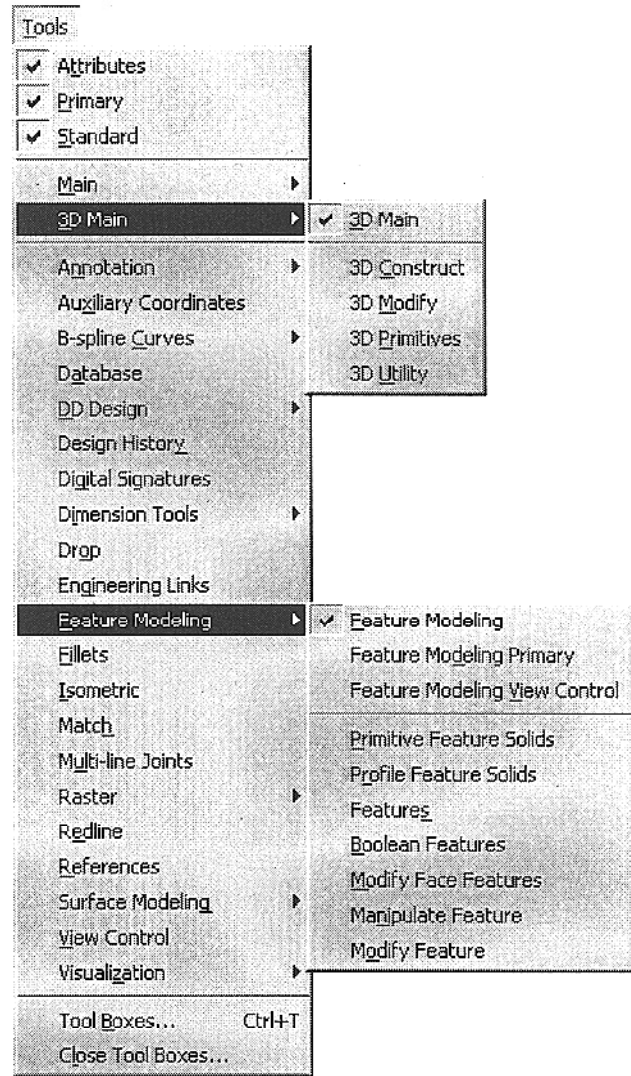 Tools
Attributes
Primary
Standard
Main
3D Main
3D Main
Annotation
3D Construct
Auxiliary Coordinates
3D Modify
B-spline Curves
3D Primitives
Database
3D Utility
DD Design
Design History
Digital Signatures
Dimension Tools
Drop
Engineering Links
Feature Modeling
Feature Modeling
Fillets
Feature Modeling Primary
Isometric
Feature Modeling View Control
Match
Primitive Feature Solids
Multi-line Joints
Profile Feature Solids
Raster
Features
Redline
Boolean Features
References
Modify Face Features
Surface Modeling
Manipulate Feature
View Control
Modify Feature
Visualization
Tool Boxes... Ctrl+T
Close Tool Boxes...